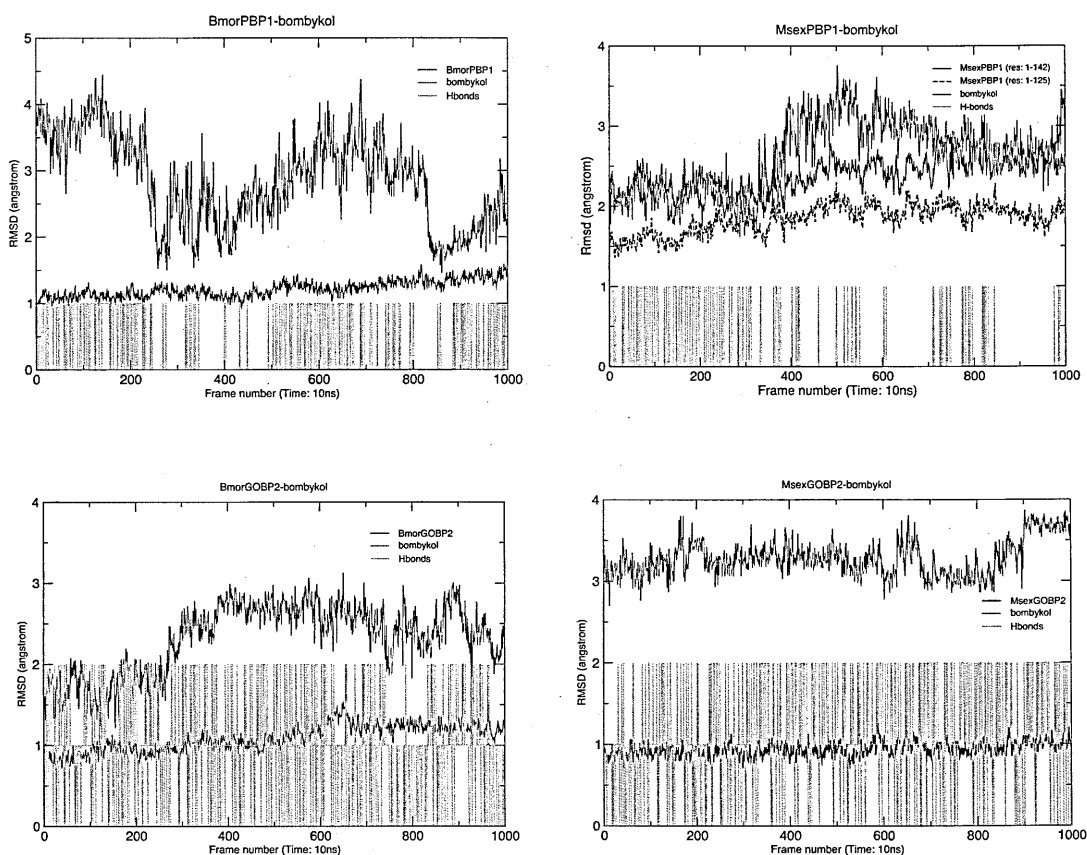 BmorPBP1-bombykol
5
4
3
2
1
0
RMSD (angstrom)
BmorPBP1
bombykol
Hbonds
0 200 400 600 800 1000
Frame number (Time: 10ns)
MsexPBP1-bombykol
4
3
2
1
0
Rmsd (angstrom)
MsexPBP1 (res: 1-142)
MsexPBP1 (res: 1-125)
bombykol
H-bonds
0 200 400 600 800 1000
Frame number (Time: 10ns)
BmorGOBP2-bombykol
4
3
2
1
0
RMSD (angstrom)
BmorGOBP2
bombykol
Hbonds
0 200 400 600 800 1000
Frame number (Time: 10ns)
MsexGOBP2-bombykol
4
3
2
1
0
RMSD (angstrom)
MsexGOBP2
bombykol
Hbonds
0 200 400 600 800 1000
Frame number (Time: 10ns)